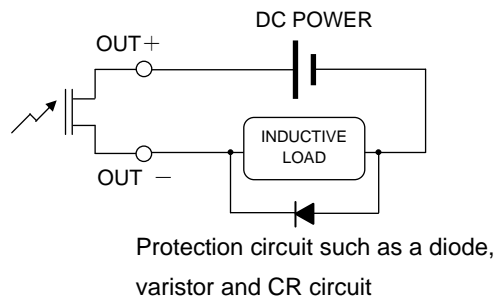 DC POWER
OUT+
INDUCTIVE
LOAD
OUT −
Protection circuit such as a diode,
varistor and CR circuit